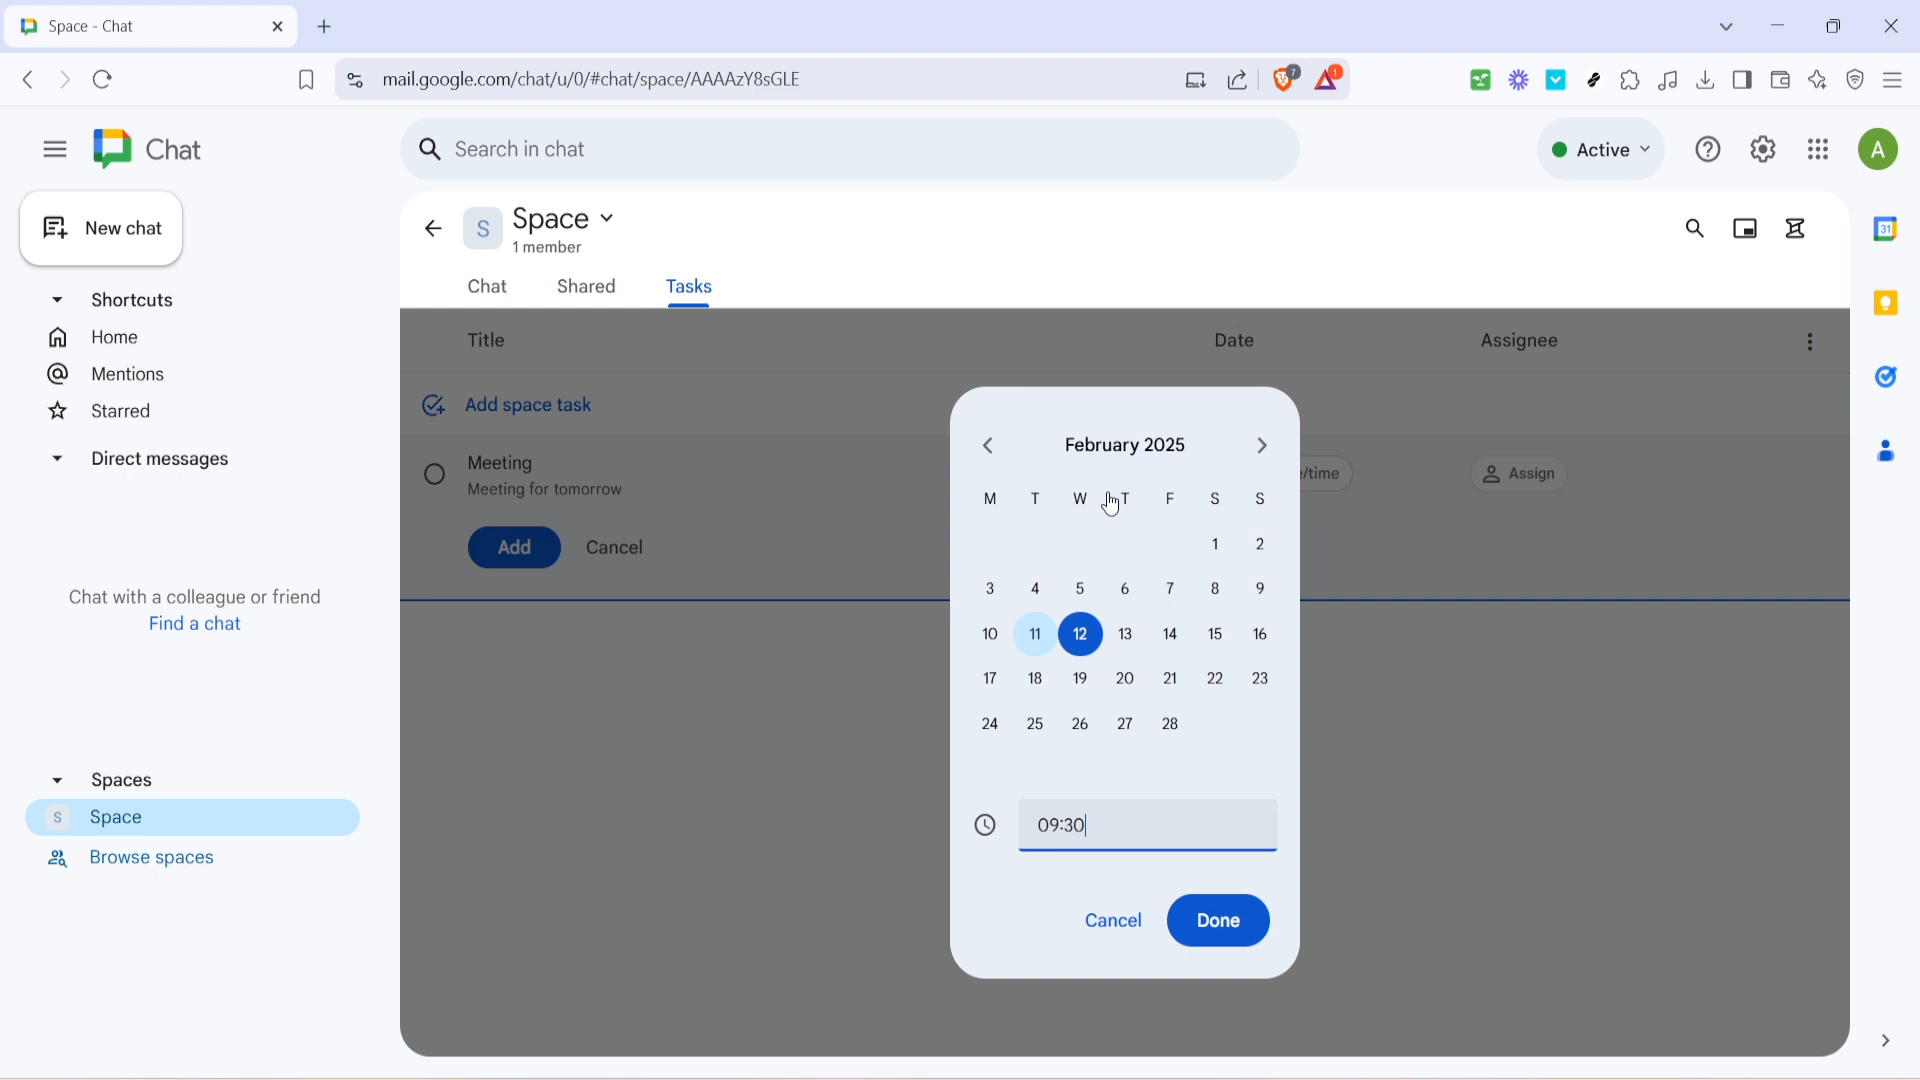 Space - Chat
mail.google.com/chat/u/0/#chat/space/AAAAzY8sGLE
7
1
Chat
Search in chat
Active
A
New chat
S
Space
1 member
31
Shortcuts
Home
Mentions
Starred
Direct messages
Chat with a colleague or friend
Find a chat
Spaces
S Space
Browse spaces
Chat Shared Tasks
Title Date Assignee
Add space task
Meeting
Meeting for tomorrow
e/time
Assign
Add Cancel
February 2025
M T W T F S S
1 2
3 4 5 6 7 8 9
10 11 12 13 14 15 16
17 18 19 20 21 22 23
24 25 26 27 28
09:30
Cancel Done